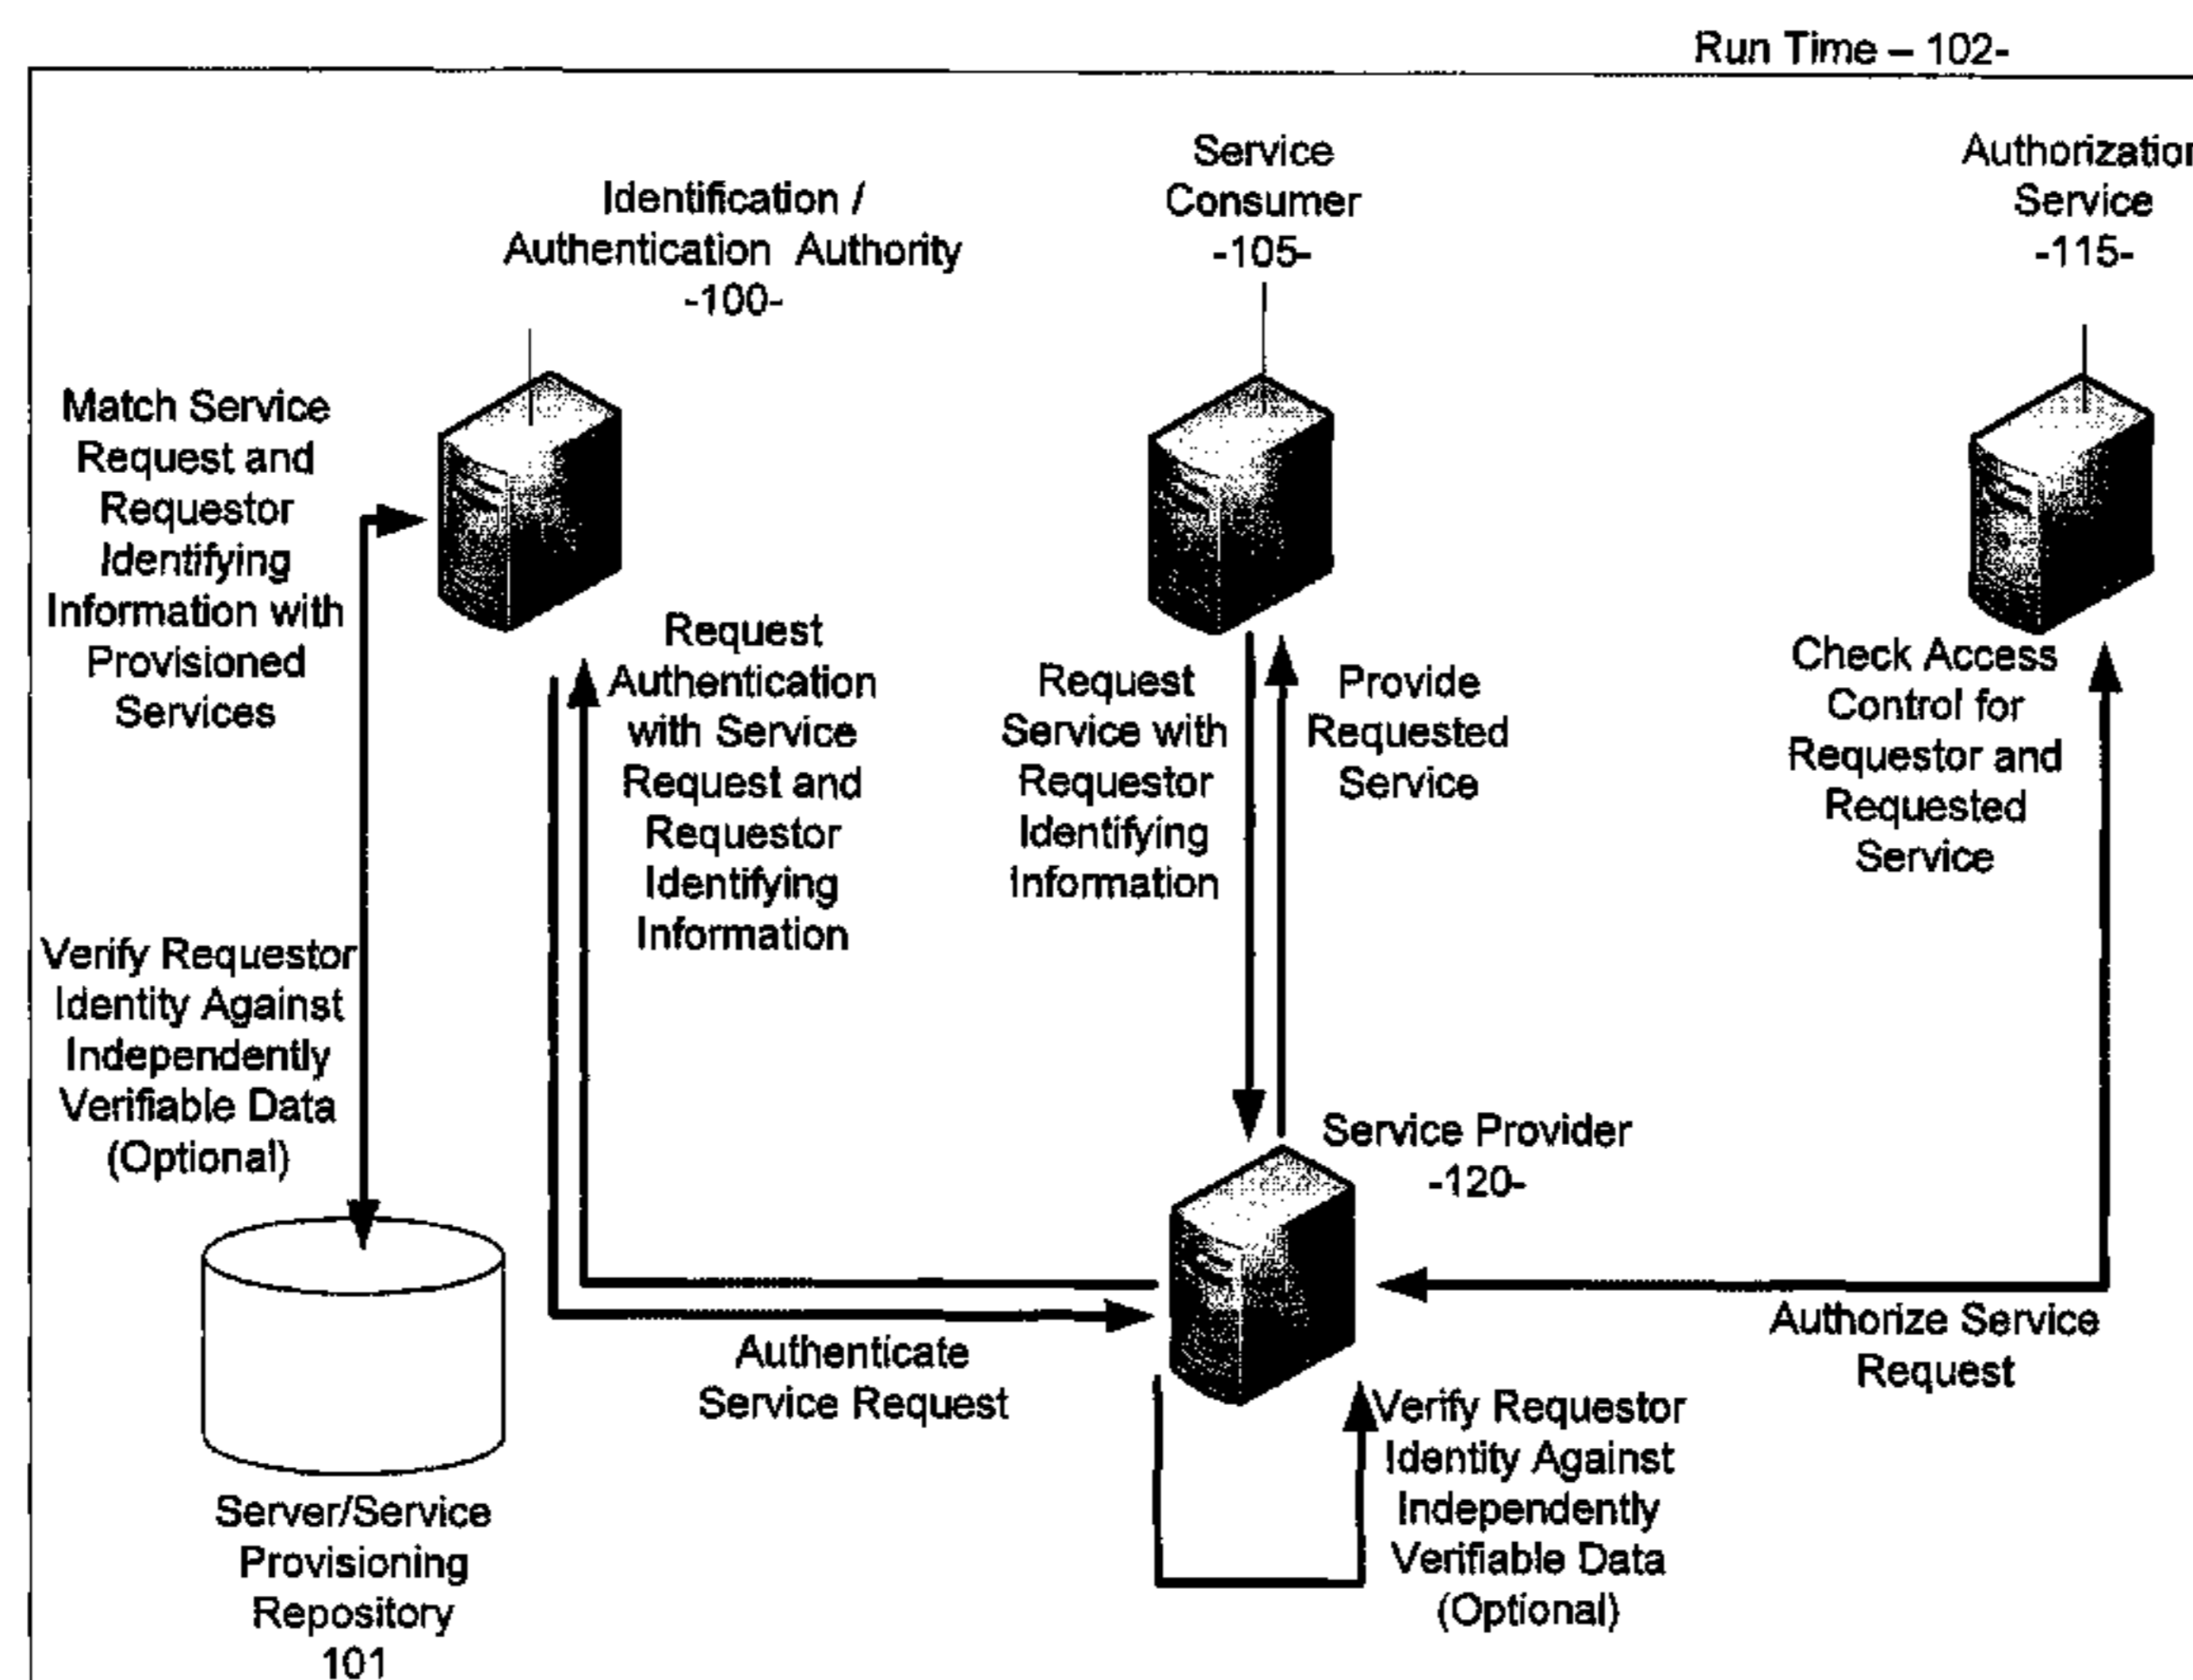 Run Time – 102-
Identification /
Authentication Authority
-100-
Service
Consumer
-105-
Authorization
Service
-115-
Match Service
Request and
Requestor
Identifying
Information with
Provisioned
Services
Request
Authentication
with Service
Request and
Requestor
Identifying
Information
Request
Service with
Requestor
Identifying
Information
Provide
Requested
Service
Check Access
Control for
Requestor and
Requested
Service
Verify Requestor
Identity Against
Independently
Verifiable Data
(Optional)
Service Provider
-120-
Authenticate
Service Request
Authorize Service
Request
Verify Requestor
Identity Against
Independently
Verifiable Data
(Optional)
Server/Service
Provisioning
Repository
101